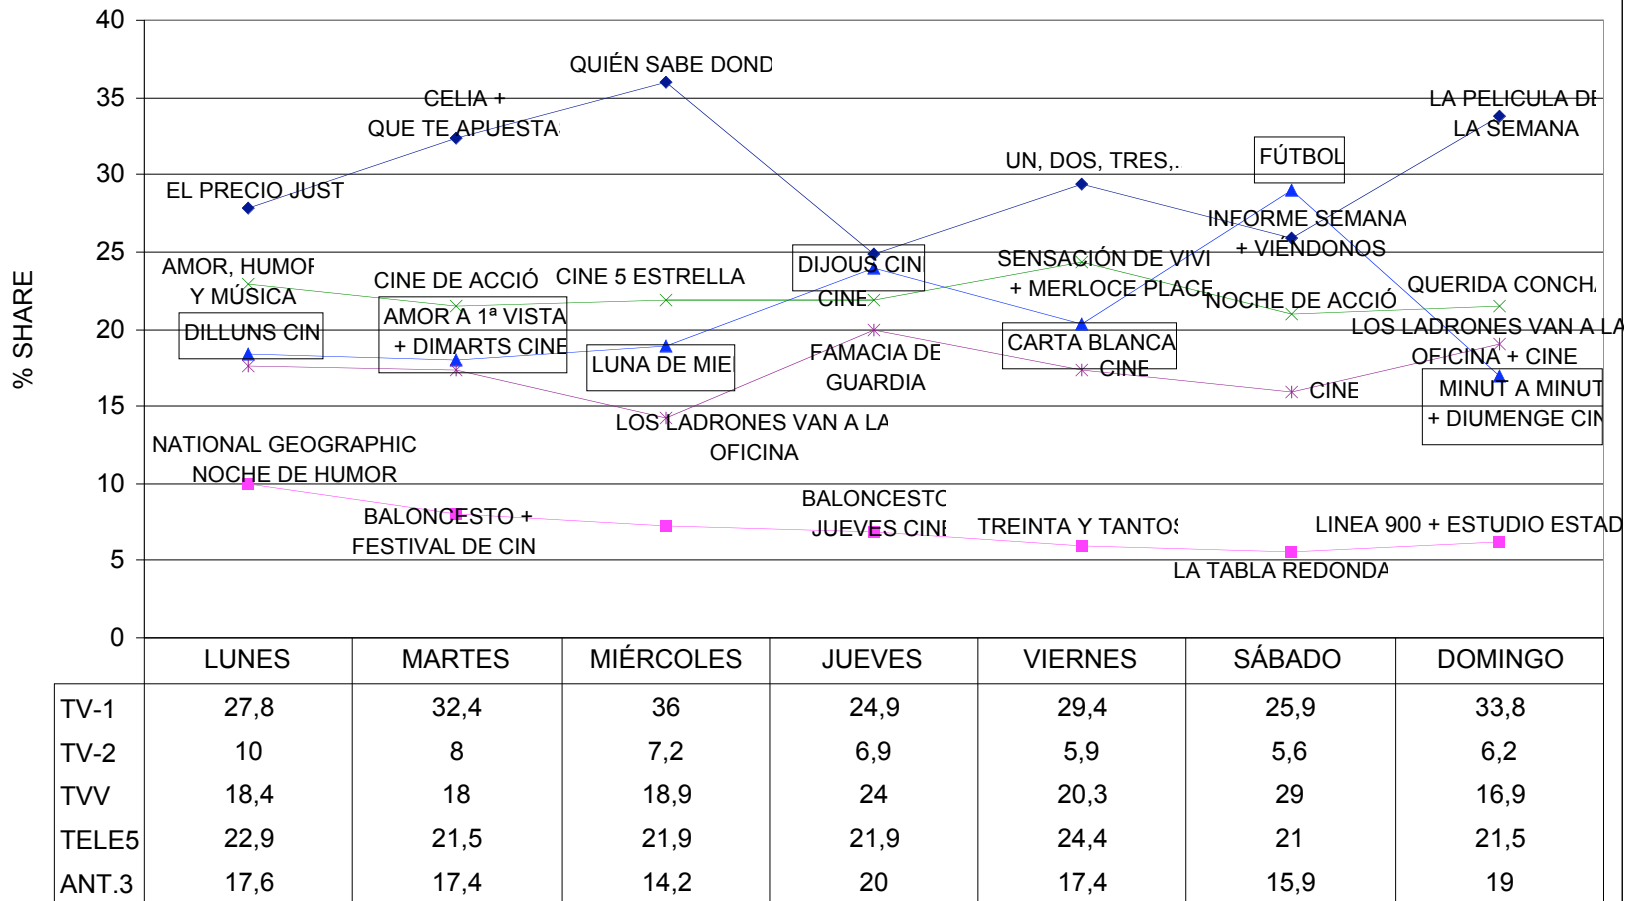 40
QUIÉN SABE DOND
35
CELIA +
QUE TE APUESTA
LA PELICULA DE
LA SEMANA
30
EL PRECIO JUST
UN, DOS, TRES,..
FÚTBOL
INFORME SEMANA
+ VIÉNDONOS
25
AMOR, HUMOR
Y MÚSICA
CINE DE ACCIÓ
CINE 5 ESTRELLA
DIJOUS CIN
CINE
SENSACIÓN DE VIVI
+ MERLOCE PLACE
NOCHE DE ACCIÓ
QUERIDA CONCHA
% SHARE
20
DILLUNS CIN
AMOR A 1ª VISTA
+ DIMARTS CINE
LUNA DE MIE
FAMACIA DE
GUARDIA
CARTA BLANCA
CINE
CINE
LOS LADRONES VAN A LA
OFICINA + CINE
MINUT A MINUT
+ DIUMENGE CIN
15
LOS LADRONES VAN A LA
OFICINA
NATIONAL GEOGRAPHIC
NOCHE DE HUMOR
10
BALONCESTO +
FESTIVAL DE CIN
BALONCESTO
JUEVES CINE
TREINTA Y TANTOS
LA TABLA REDONDA
LINEA 900 + ESTUDIO ESTAD
5
0
LUNES MARTES MIÉRCOLES JUEVES VIERNES SÁBADO DOMINGO
TV-1 27,8 32,4 36 24,9 29,4 25,9 33,8
TV-2 10 8 7,2 6,9 5,9 5,6 6,2
TVV 18,4 18 18,9 24 20,3 29 16,9
TELE5 22,9 21,5 21,9 21,9 24,4 21 21,5
ANT.3 17,6 17,4 14,2 20 17,4 15,9 19